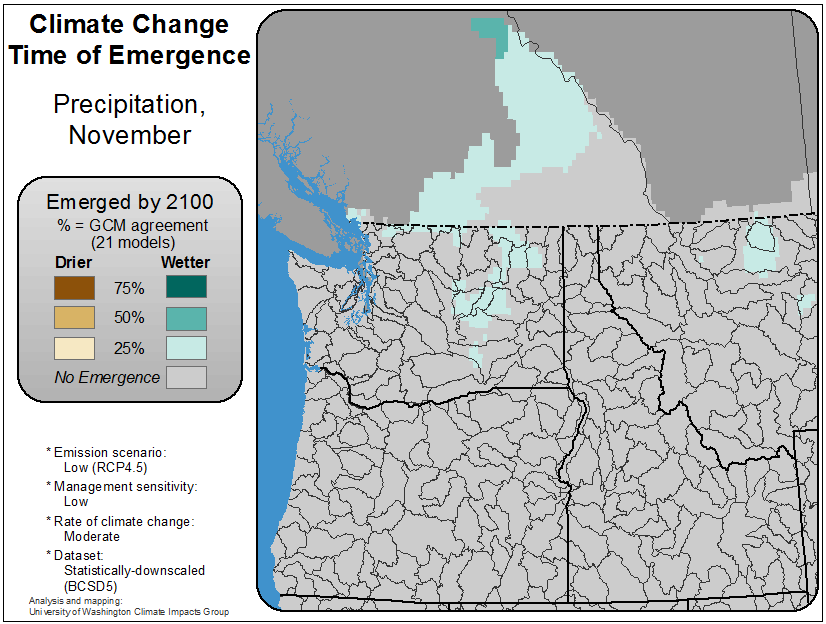 Climate Change
Time of Emergence
Precipitation,
November
Emerged by 2100
% = GCM agreement
(21 models)
Drier Wetter
75%
50%
25%
No Emergence
* Emission scenario:
Low (RCP4.5)
* Management sensitivity:
Low
* Rate of climate change:
Moderate
* Dataset:
Statistically-downscaled
(BCSD5)
Analysis and mapping:
University of Washington Climate Impacts Group